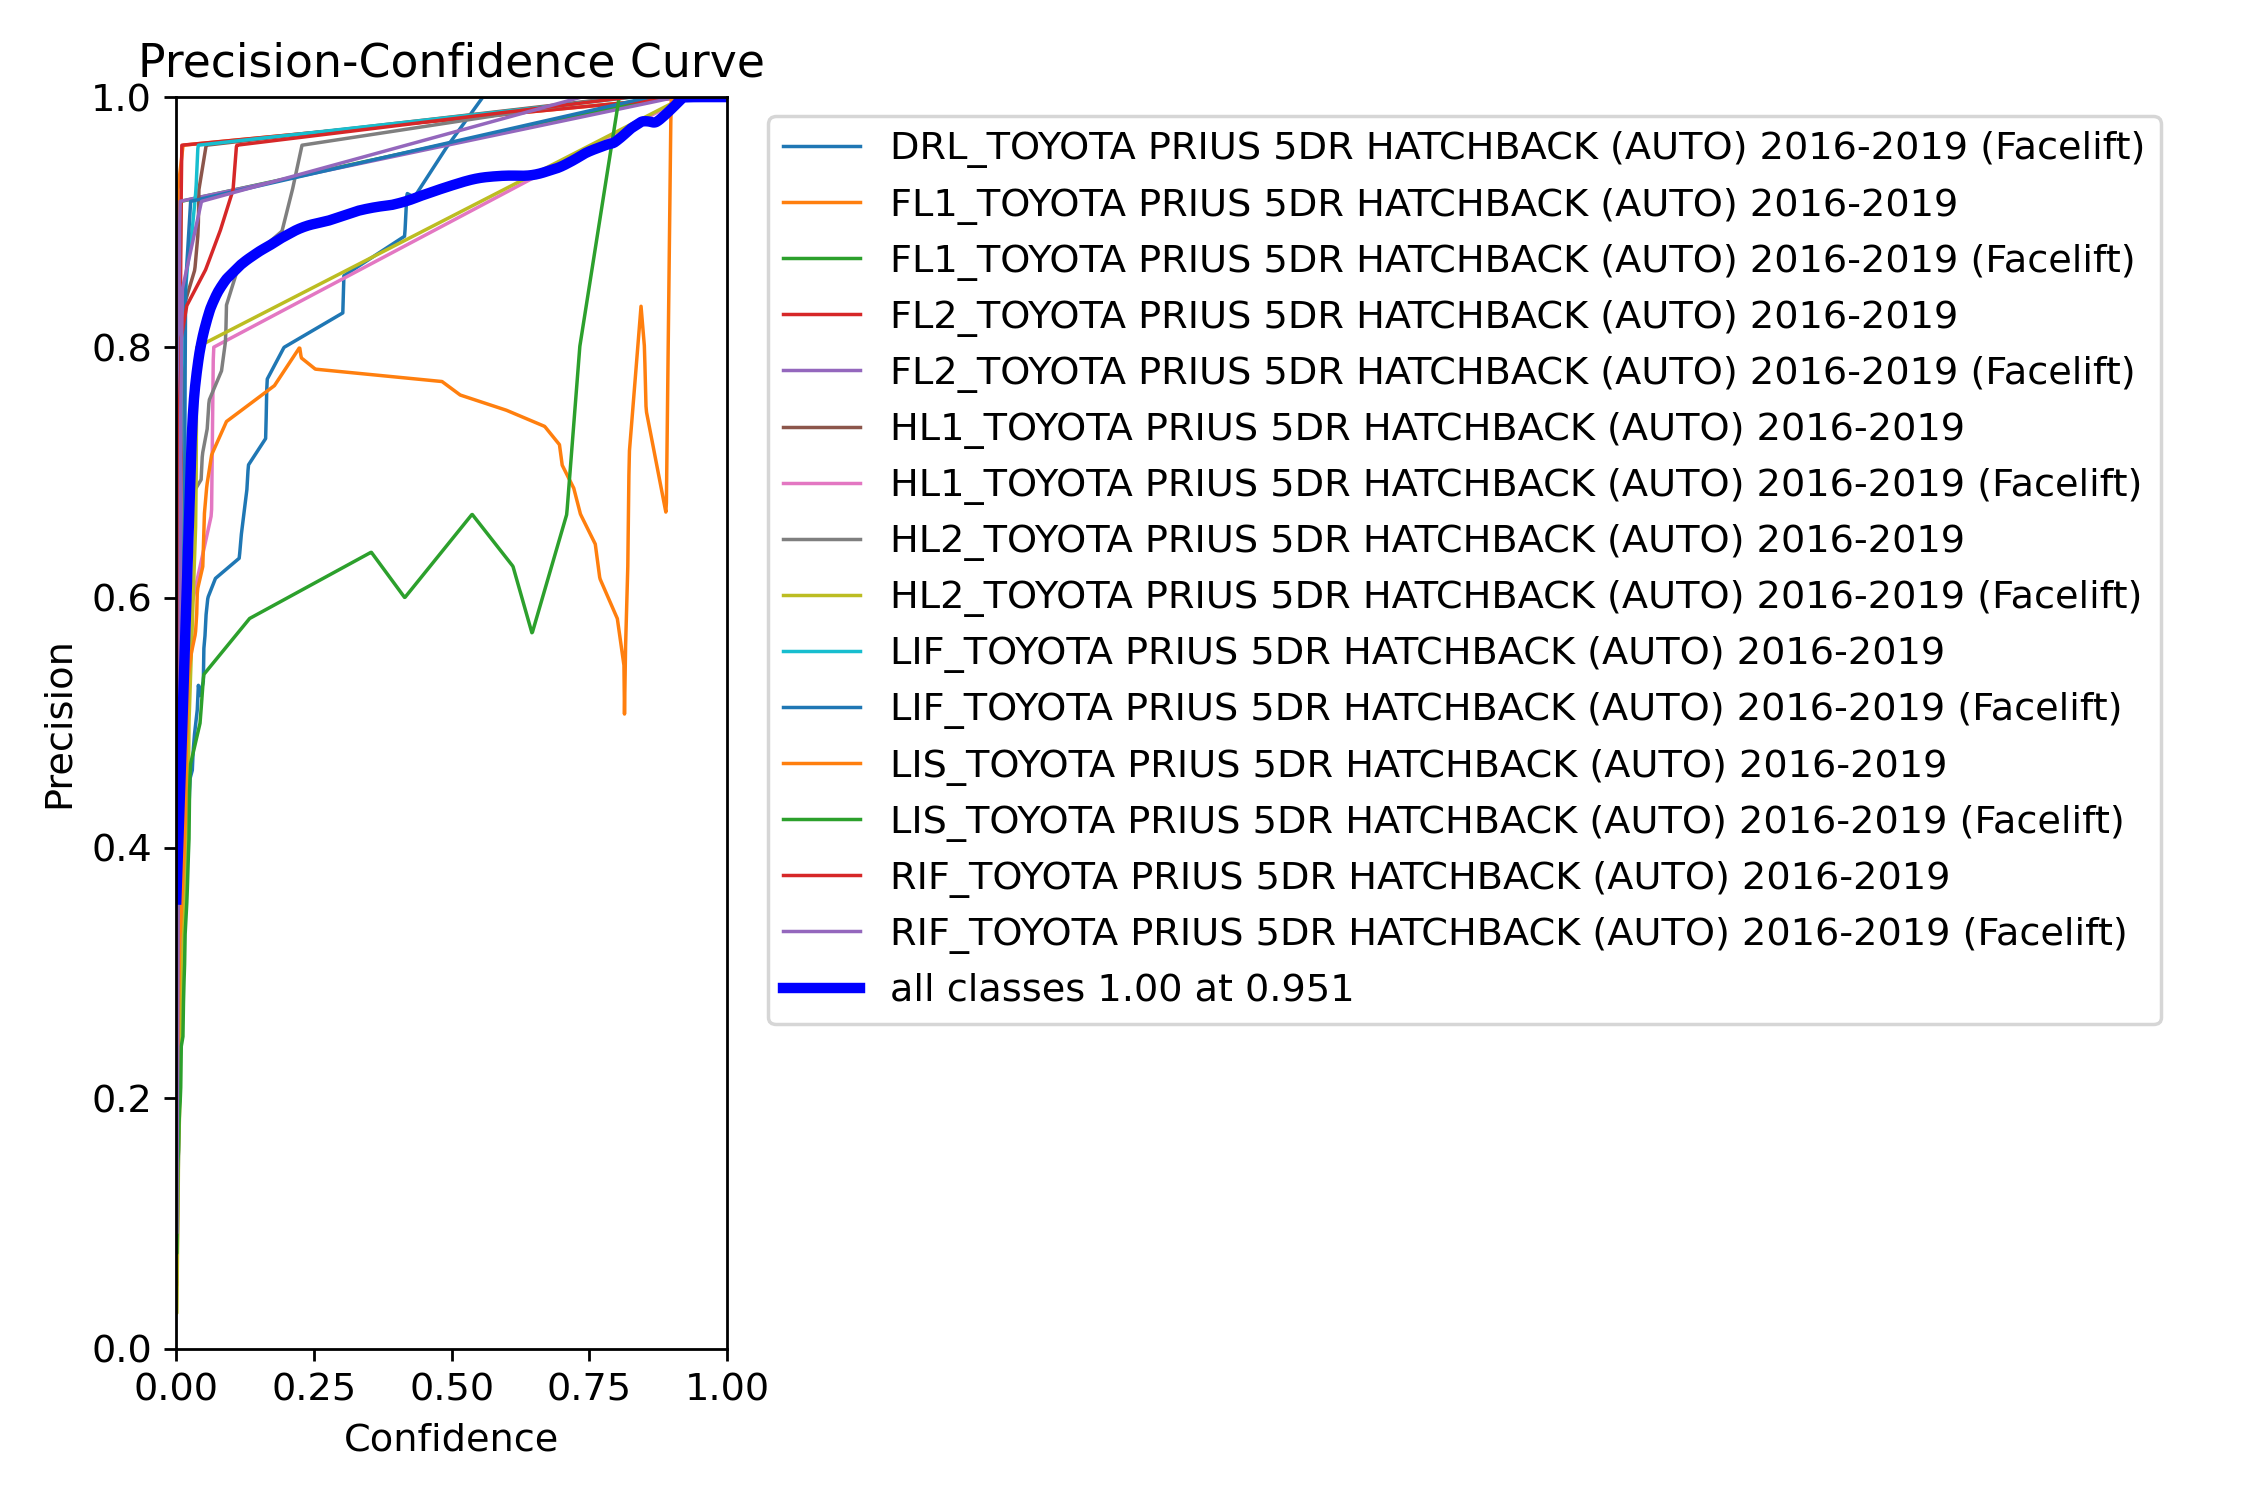 Precision-Confidence Curve
1.0
0.8
0.6
0.4
0.2
0.0
Precision
0.00 0.25 0.50 0.75 1.00
Confidence
DRL_TOYOTA PRIUS 5DR HATCHBACK (AUTO) 2016-2019 (Facelift)
FL1_TOYOTA PRIUS 5DR HATCHBACK (AUTO) 2016-2019
FL1_TOYOTA PRIUS 5DR HATCHBACK (AUTO) 2016-2019 (Facelift)
FL2_TOYOTA PRIUS 5DR HATCHBACK (AUTO) 2016-2019
FL2_TOYOTA PRIUS 5DR HATCHBACK (AUTO) 2016-2019 (Facelift)
HL1_TOYOTA PRIUS 5DR HATCHBACK (AUTO) 2016-2019
HL1_TOYOTA PRIUS 5DR HATCHBACK (AUTO) 2016-2019 (Facelift)
HL2_TOYOTA PRIUS 5DR HATCHBACK (AUTO) 2016-2019
HL2_TOYOTA PRIUS 5DR HATCHBACK (AUTO) 2016-2019 (Facelift)
LIF_TOYOTA PRIUS 5DR HATCHBACK (AUTO) 2016-2019
LIF_TOYOTA PRIUS 5DR HATCHBACK (AUTO) 2016-2019 (Facelift)
LIS_TOYOTA PRIUS 5DR HATCHBACK (AUTO) 2016-2019
LIS_TOYOTA PRIUS 5DR HATCHBACK (AUTO) 2016-2019 (Facelift)
RIF_TOYOTA PRIUS 5DR HATCHBACK (AUTO) 2016-2019
RIF_TOYOTA PRIUS 5DR HATCHBACK (AUTO) 2016-2019 (Facelift)
all classes 1.00 at 0.951